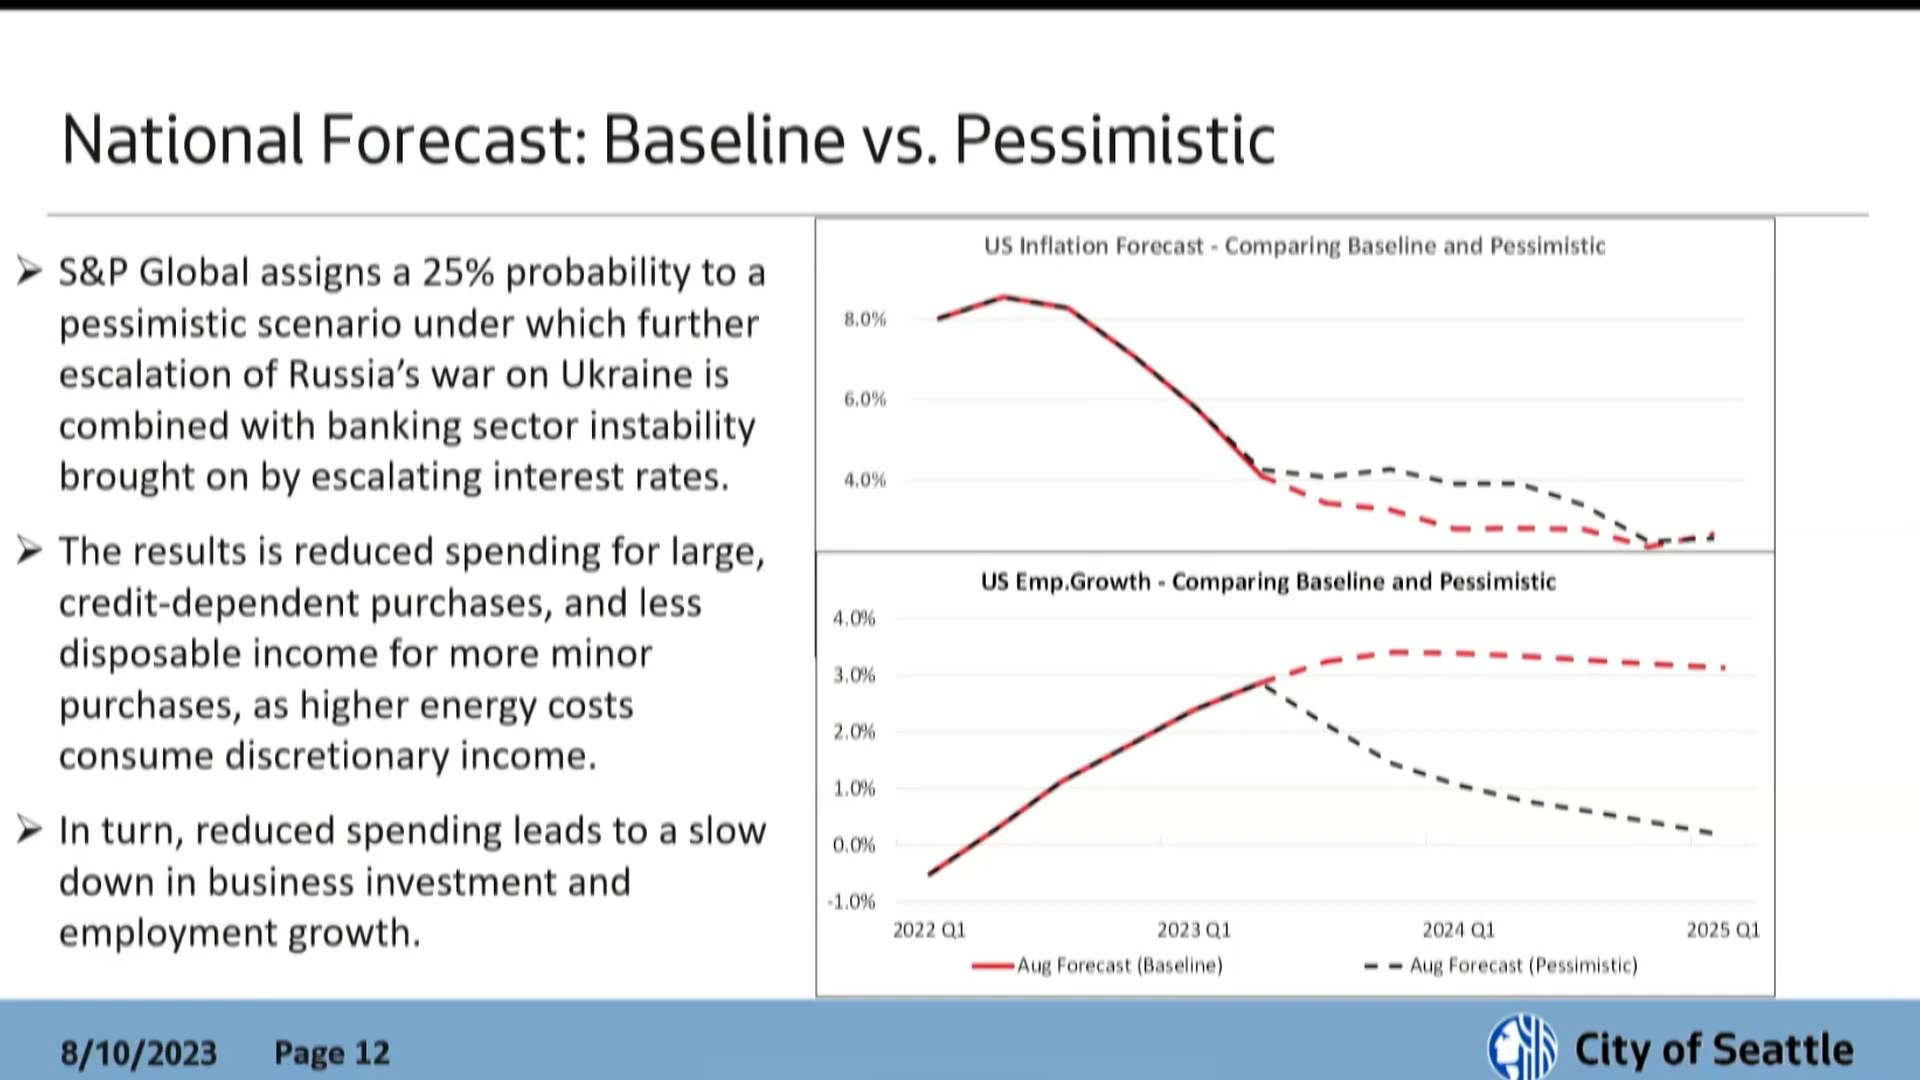 National Forecast: Baseline vs. Pessimistic
➢ S&P Global assigns a 25% probability to a
pessimistic scenario under which further
escalation of Russia’s war on Ukraine is
combined with banking sector instability
brought on by escalating interest rates.
➢ The results is reduced spending for large,
credit-dependent purchases, and less
disposable income for more minor
purchases, as higher energy costs
consume discretionary income.
➢ In turn, reduced spending leads to a slow
down in business investment and
employment growth.
US Inflation Forecast - Comparing Baseline and Pessimistic
8.0%
6.0%
4.0%
US Emp.Growth - Comparing Baseline and Pessimistic
4.0%
3.0%
2.0%
1.0%
0.0%
-1.0%
2022 Q1 2023 Q1 2024 Q1 2025 Q1
Aug Forecast (Baseline) Aug Forecast (Pessimistic)
8/10/2023 Page 12 City of Seattle